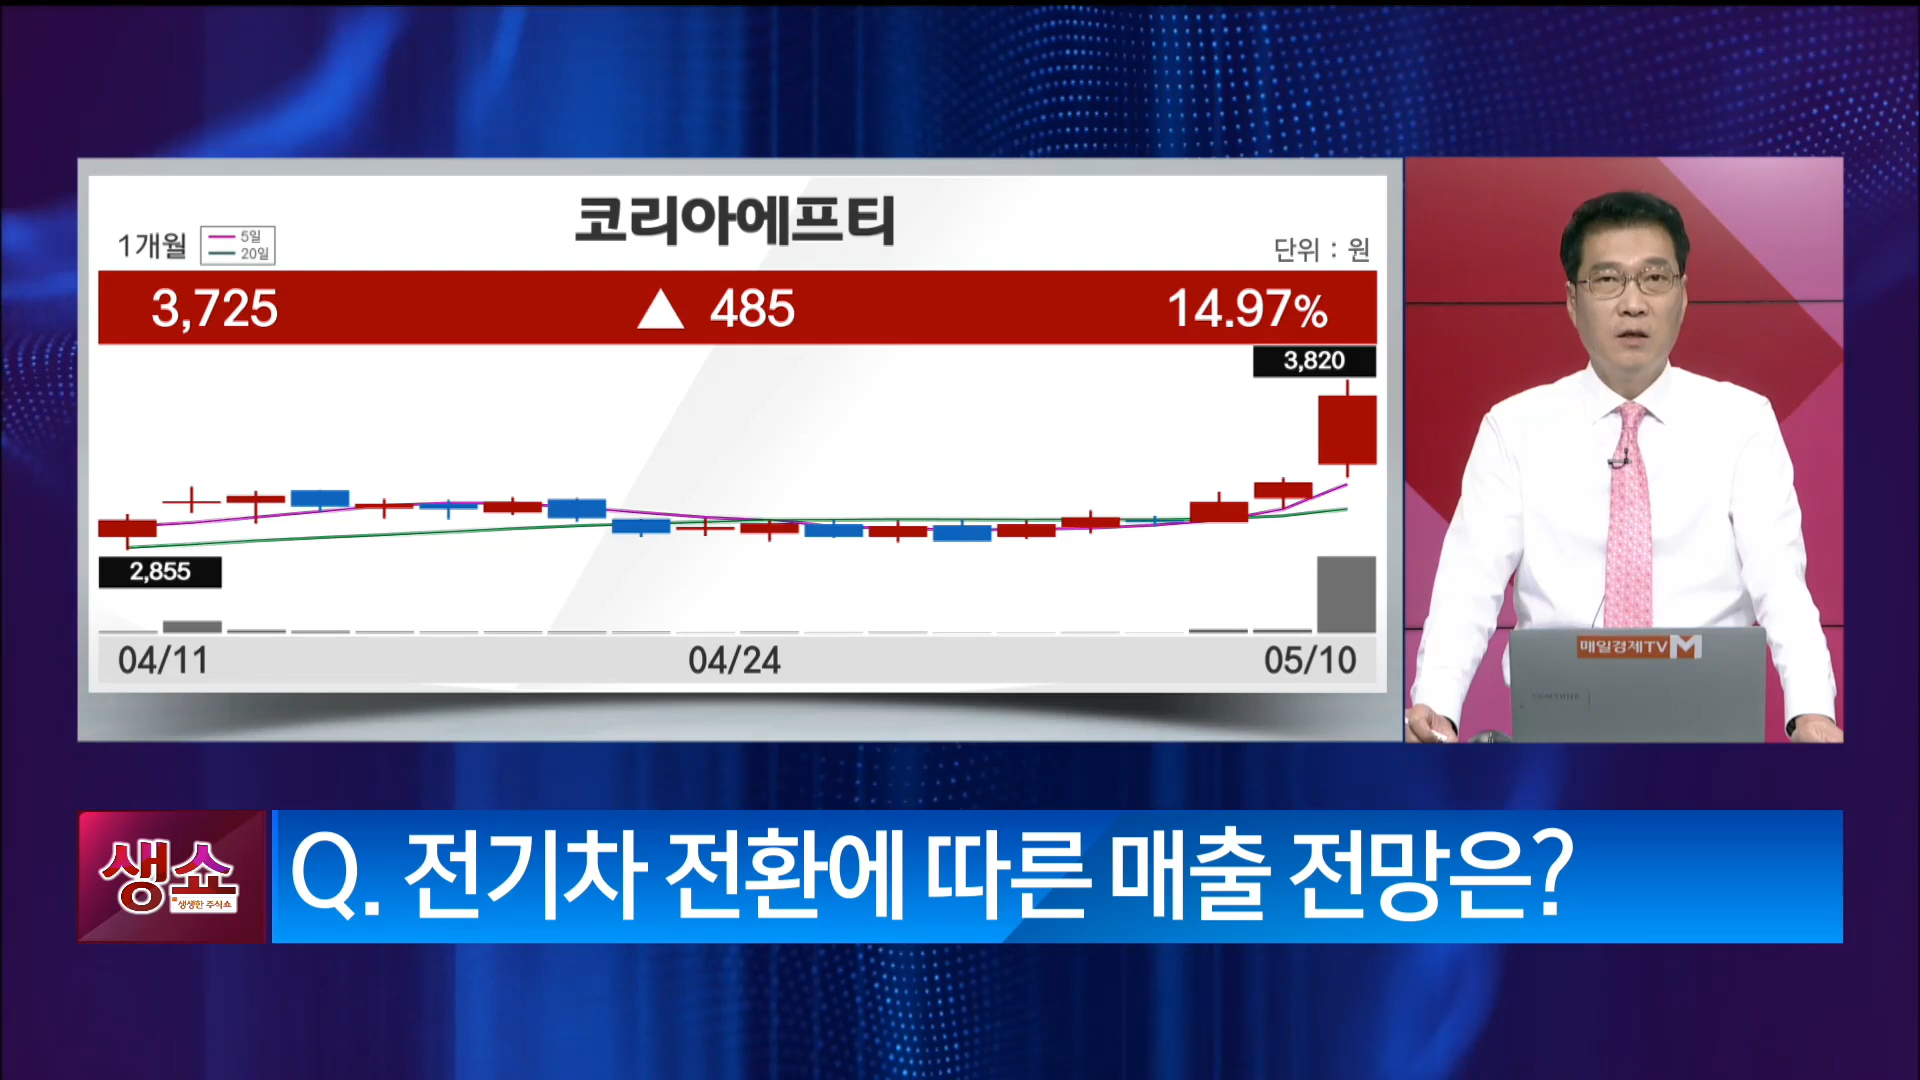 코리아에프티
1개월
5일
20일
단위 : 원
3,725 ▲ 485 14.97%
3,820
2,855
04/11 04/24 05/10
매일경제TV M
SAMSUNG
생쇼
생생한 주식쇼
Q. 전기차 전환에 따른 매출 전망은?